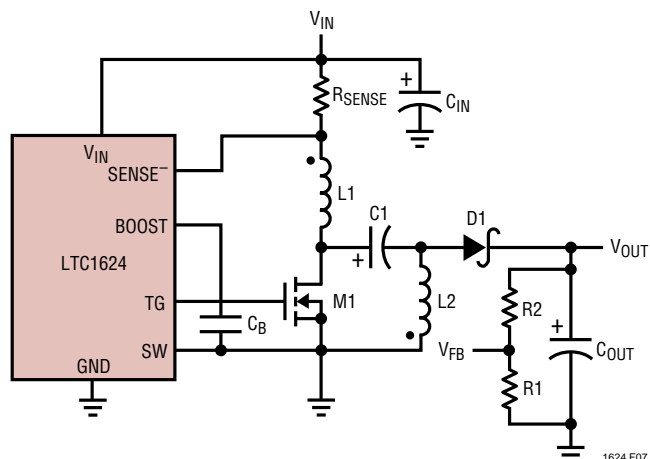 VIN
+
RSENSE
CIN
VIN
SENSE–
L1
BOOST
C1
D1
+
VOUT
LTC1624
TG
M1
L2
R2
+
CB
COUT
SW
VFB
GND
R1
1624 F07